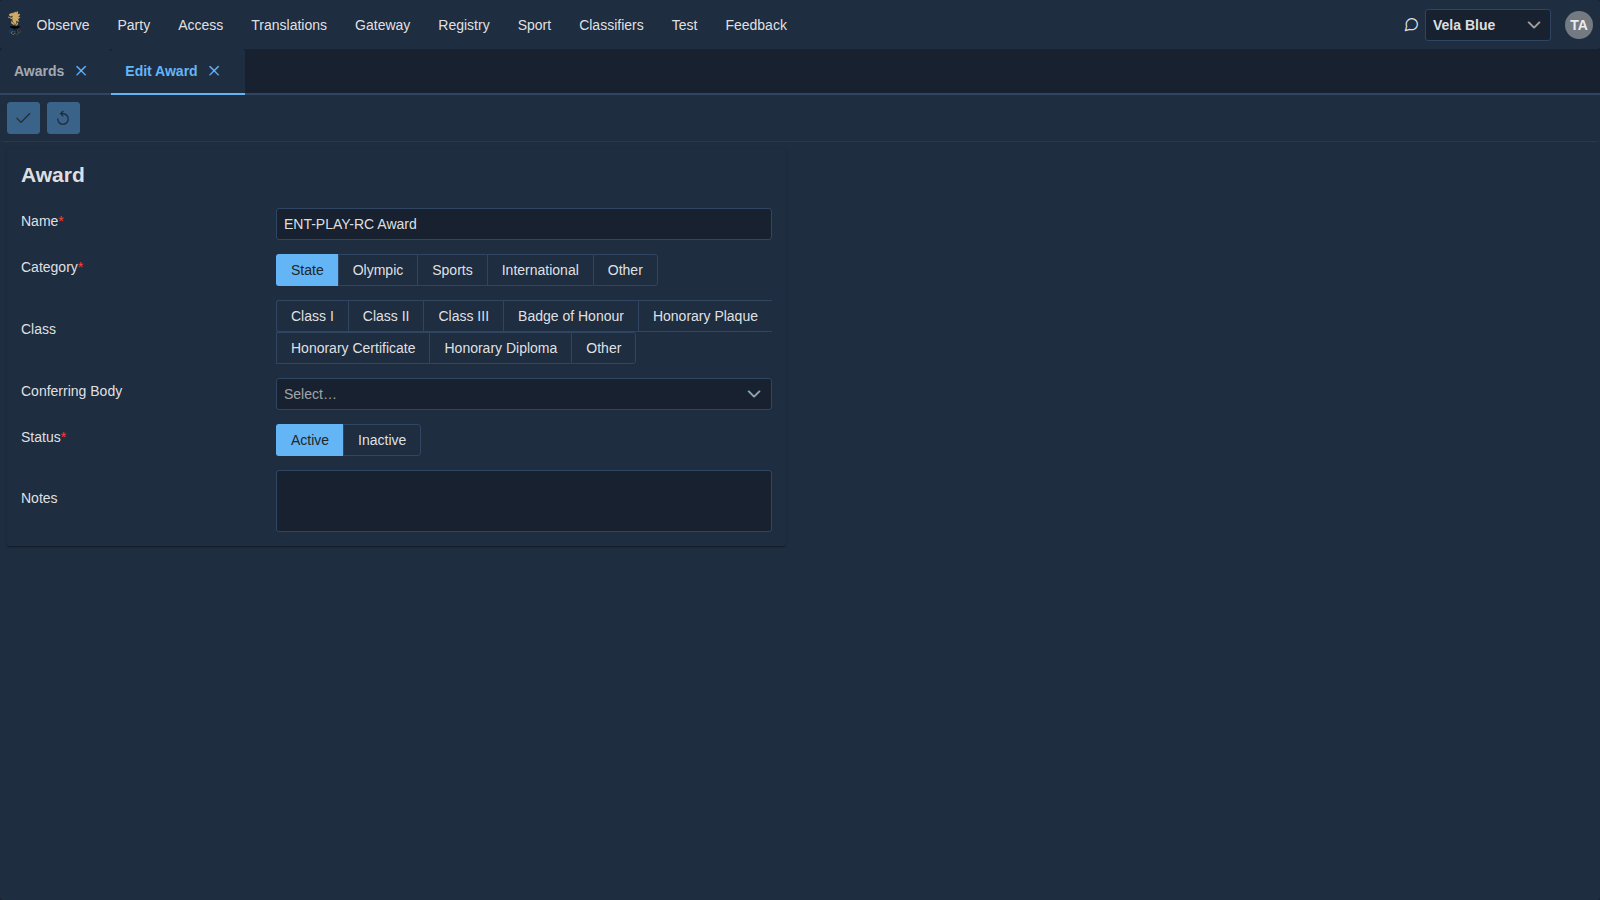 Observe Party Access Translations Gateway Registry Sport Classifiers Test Feedback Vela Blue TA
Awards Edit Award
Award
Name* ENT-PLAY-RC Award
Category* State Olympic Sports International Other
Class I Class II Class III Badge of Honour Honorary Plaque
Class
Honorary Certificate Honorary Diploma Other
Conferring Body Select...
Status* Active Inactive
Notes